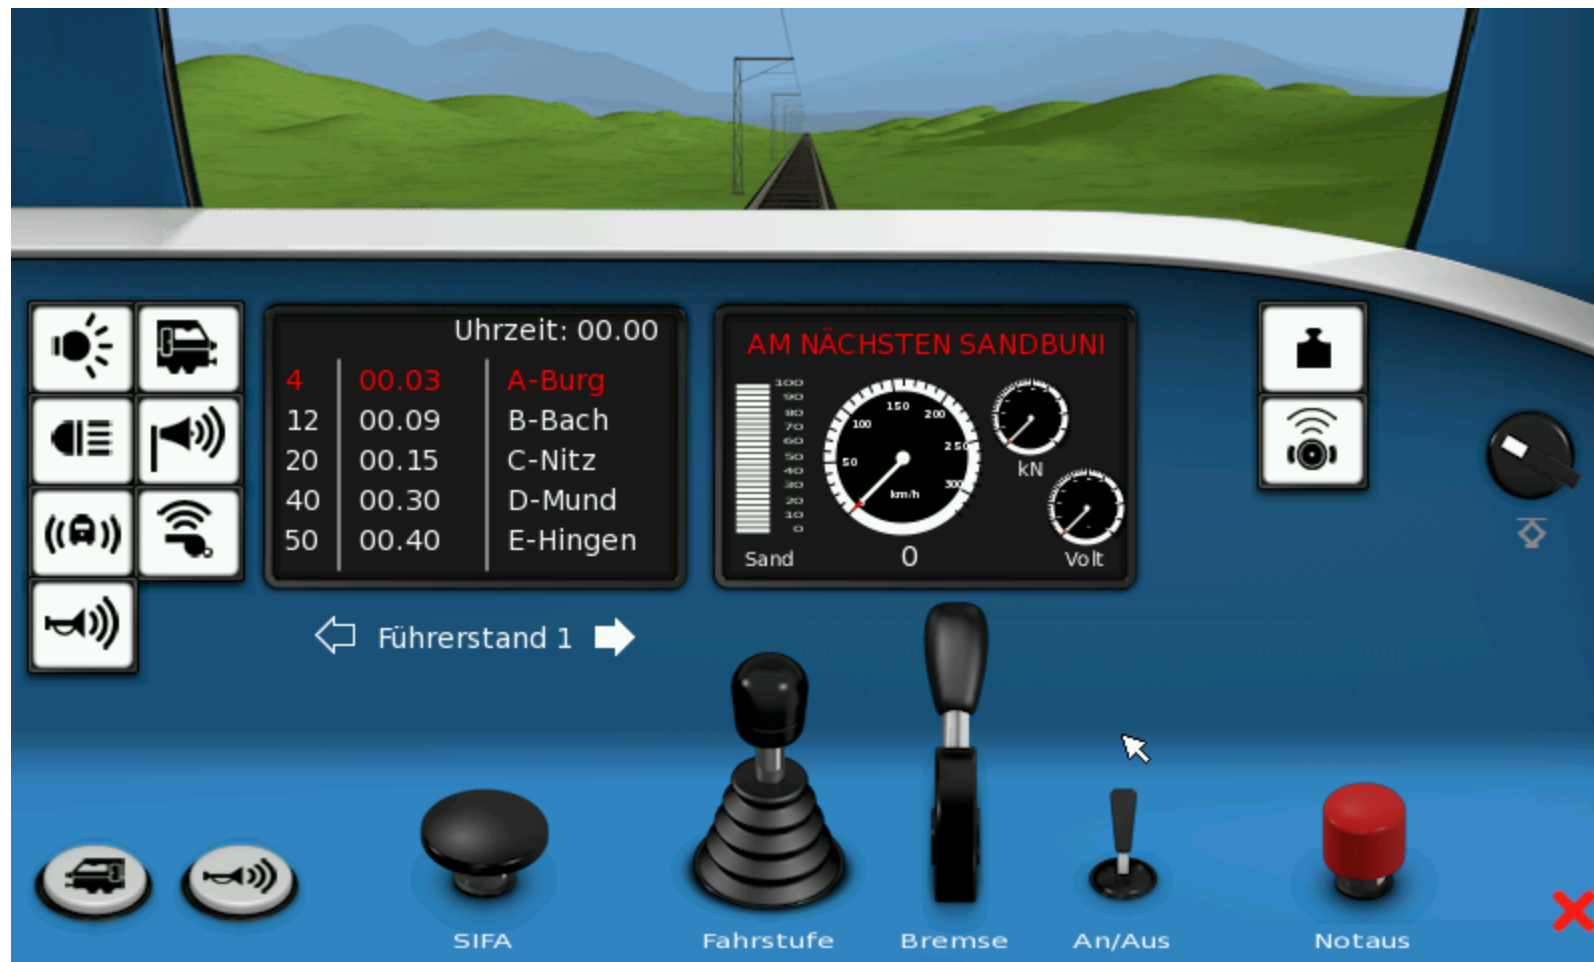 Uhrzeit: 00.00
4 00.03 A-Burg
12 00.09 B-Bach
20 00.15 C-Nitz
40 00.30 D-Mund
50 00.40 E-Hingen
AM NÄCHSTEN SANDBUNI
100
90
80
70
60
50
40
30
20
10
0
Sand
50
100
150
200
250
300
km/h
0
kN
Volt
Führerstand 1
SIFA
Fahrstufe
Bremse
An/Aus
Notaus